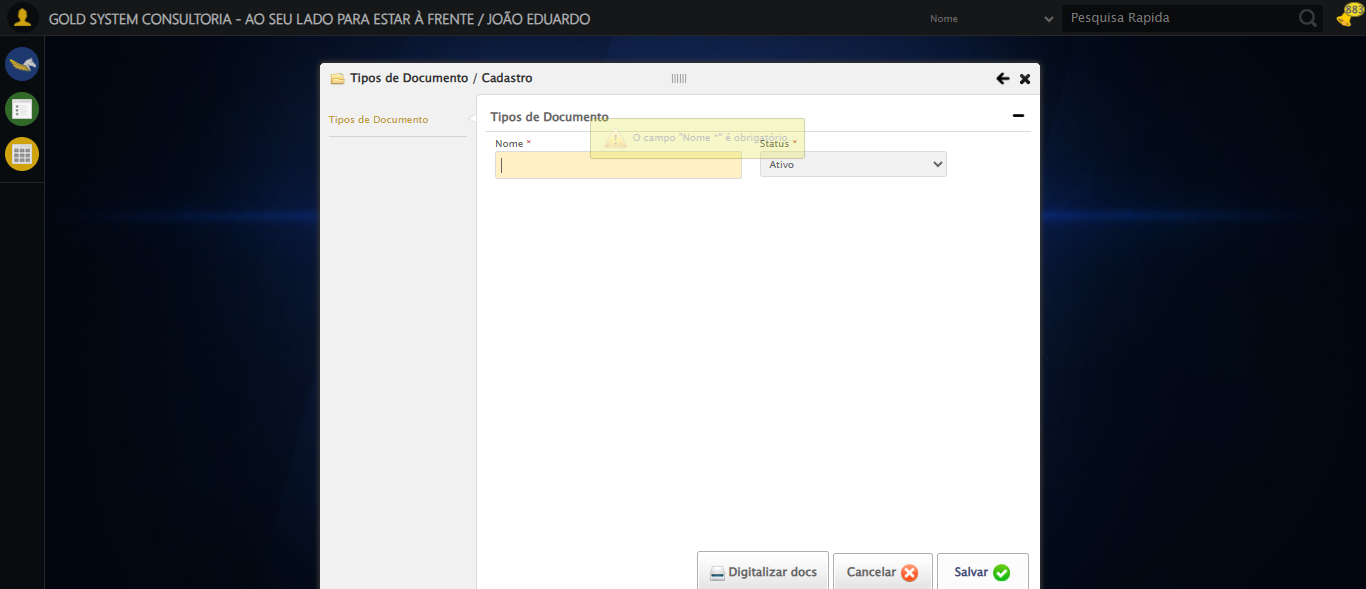 GOLD SYSTEM CONSULTORIA - AO SEU LADO PARA ESTAR À FRENTE / JOÃO EDUARDO
Nome
Pesquisa Rapida
883
Tipos de Documento / Cadastro
Tipos de Documento
Tipos de Documento
O campo "Nome *" é obrigatório.
Nome *
Status *
Ativo
Digitalizar docs
Cancelar
Salvar